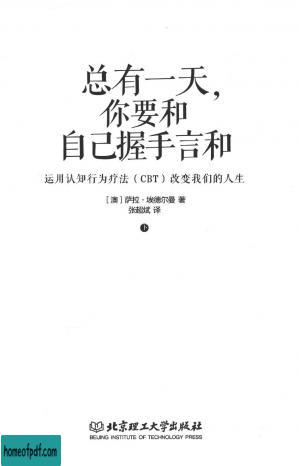 总有一天，
你要和
自己握手言和
运用认知行为疗法（CBT）改变我们的人生
［澳］萨拉·埃德尔曼 著
张超斌 译
上
北京理工大学出版社
BEIJING INSTITUTE OF TECHNOLOGY PRESS
homeofpdf.com